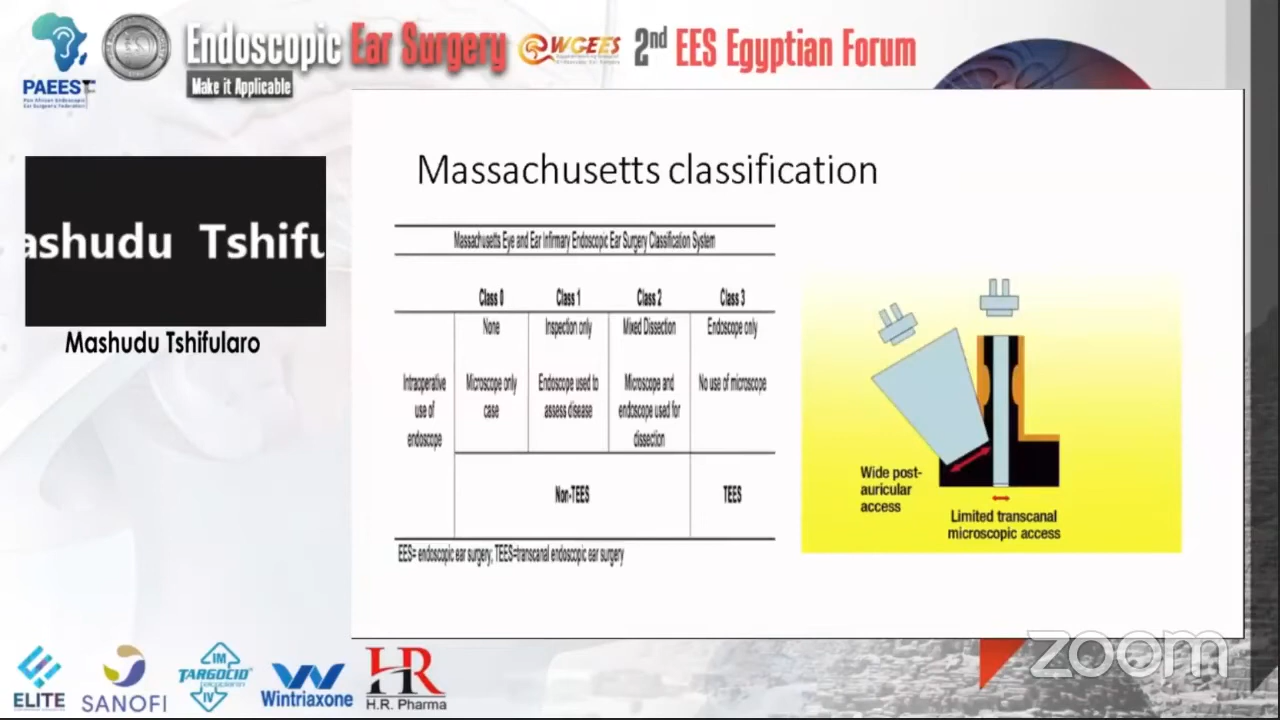 PAEES
Pan African Endoscopic
Ear Surgeons Federation
Endoscopic Ear Surgery
Make it Applicable
WGEES
2nd EES Egyptian Forum
ashudu Tshifu
Mashudu Tshifularo
Massachusetts classification
Massachusetts Eye and Ear Infirmary Endoscopic Ear Surgery Classification System
Class 0 Class 1 Class 2 Class 3
None Inspection only Mixed Dissection Endoscope only
Intraoperative use of endoscope
Microscope only case
Endoscope used to assess disease
Microscope and endoscope used for dissection
No use of microscope
Non-TEES TEES
EES= endoscopic ear surgery; TEES=transcanal endoscopic ear surgery
Wide post-
auricular
access
Limited transcanal
microscopic access
ELITE
SANOFI
IM
TARGOCID
IV
Wintriaxone
HR
H.R. Pharma
zoom